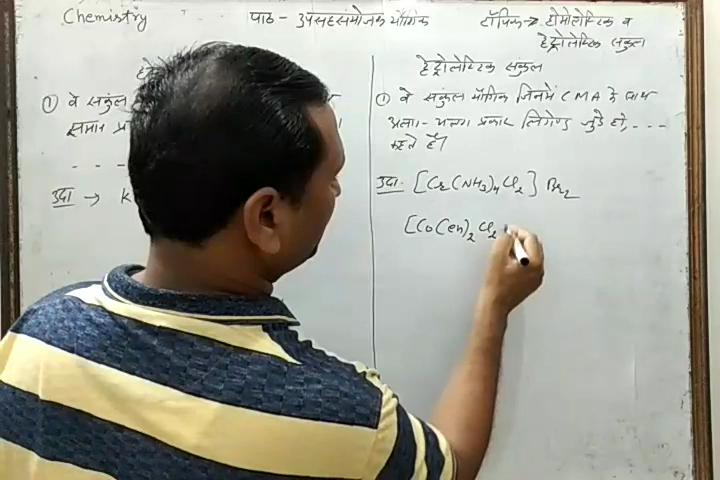 Chemistry पाठ - उपसहसंयोजक यौगिक टॉपिक → होमोलेप्टिक व
हेट्रोलेप्टिक संकुल
हेट्रोलेप्टिक संकुल
① वे संकुल
समान
----
उदा → K
① वे संकुल यौगिक जिनमें CMA के साथ
अलग-अलग प्रकार लिगेण्ड जुड़े हो, ---
कहते हैं।
उदा. [Cr(NH3)4Cl2] Br2
[Co(en)2Cl2